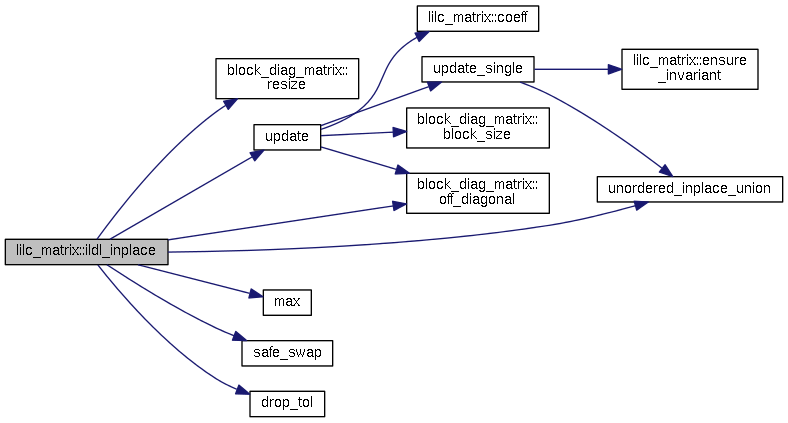 lilc_matrix::coeff
update_single
lilc_matrix::ensure
_invariant
block_diag_matrix::
resize
update
block_diag_matrix::
block_size
block_diag_matrix::
off_diagonal
unordered_inplace_union
lilc_matrix::ildl_inplace
max
safe_swap
drop_tol